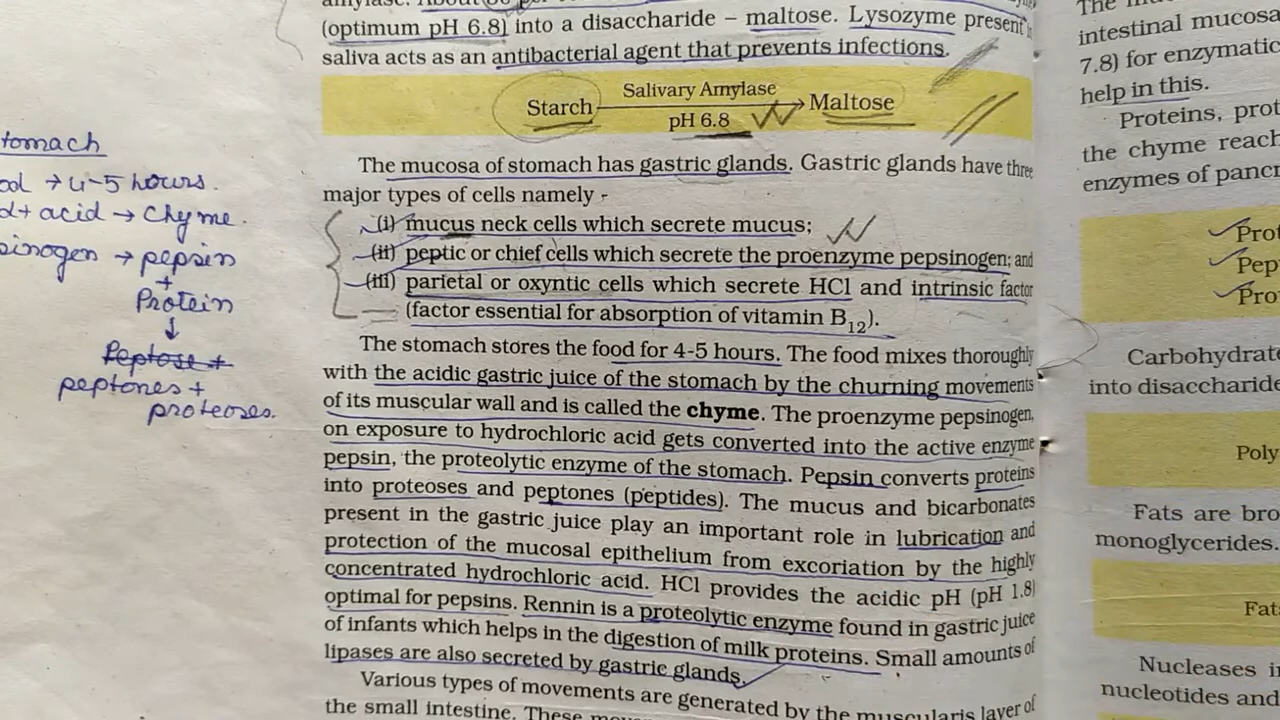 tomach
od → 4-5 hours.
d + acid → Chyme.
sinogen → pepsin
+
Protein
↓
Peptose +
peptones +
proteoses.
(optimum pH 6.8) into a disaccharide – maltose. Lysozyme present in
saliva acts as an antibacterial agent that prevents infections.
Starch Salivary Amylase → pH 6.8 Maltose
The mucosa of stomach has gastric glands. Gastric glands have three
major types of cells namely -
(i) mucus neck cells which secrete mucus;
(ii) peptic or chief cells which secrete the proenzyme pepsinogen; and
(iii) parietal or oxyntic cells which secrete HCl and intrinsic factor
(factor essential for absorption of vitamin B12).
The stomach stores the food for 4-5 hours. The food mixes thoroughly
with the acidic gastric juice of the stomach by the churning movements
of its muscular wall and is called the chyme. The proenzyme pepsinogen,
on exposure to hydrochloric acid gets converted into the active enzyme
pepsin, the proteolytic enzyme of the stomach. Pepsin converts proteins
into proteoses and peptones (peptides). The mucus and bicarbonates
present in the gastric juice play an important role in lubrication and
protection of the mucosal epithelium from excoriation by the highly
concentrated hydrochloric acid. HCl provides the acidic pH (pH 1.8)
optimal for pepsins. Rennin is a proteolytic enzyme found in gastric juice
of infants which helps in the digestion of milk proteins. Small amounts of
lipases are also secreted by gastric glands.
Various types of movements are generated by the muscularis layer of
the small intestine. These
The
intestinal mucosa
7.8) for enzymatic
help in this.
Proteins, prot
the chyme reach
enzymes of pancr
Prot
Pep
Pro
Carbohydrate
into disaccharide
Poly
Fats are bro
monoglycerides.
Fat
Nucleases in
nucleotides and